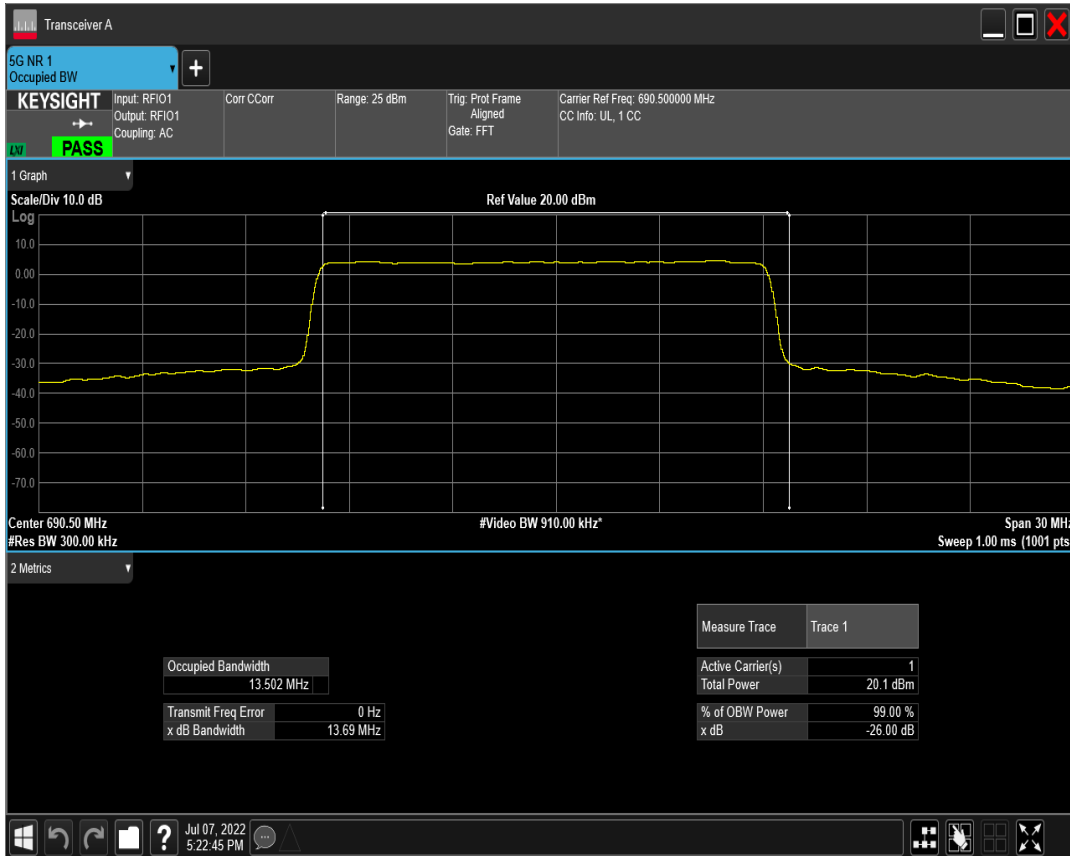 Transceiver A
5G NR 1
Occupied BW
+
KEYSIGHT
LXI
PASS
Input: RFIO1
Output: RFIO1
Coupling: AC
Corr CCorr
Range: 25 dBm
Trig: Prot Frame
Aligned
Gate: FFT
Carrier Ref Freq: 690.500000 MHz
CC Info: UL, 1 CC
1 Graph
Scale/Div 10.0 dB
Ref Value 20.00 dBm
Log
10.0
0.00
-10.0
-20.0
-30.0
-40.0
-50.0
-60.0
-70.0
Center 690.50 MHz
#Video BW 910.00 kHz*
Span 30 MHz
#Res BW 300.00 kHz
Sweep 1.00 ms (1001 pts
2 Metrics
Measure Trace Trace 1
Occupied Bandwidth
13.502 MHz
Active Carrier(s) 1
Total Power 20.1 dBm
Transmit Freq Error 0 Hz
x dB Bandwidth 13.69 MHz
% of OBW Power 99.00 %
x dB -26.00 dB
?
Jul 07, 2022
5:22:45 PM